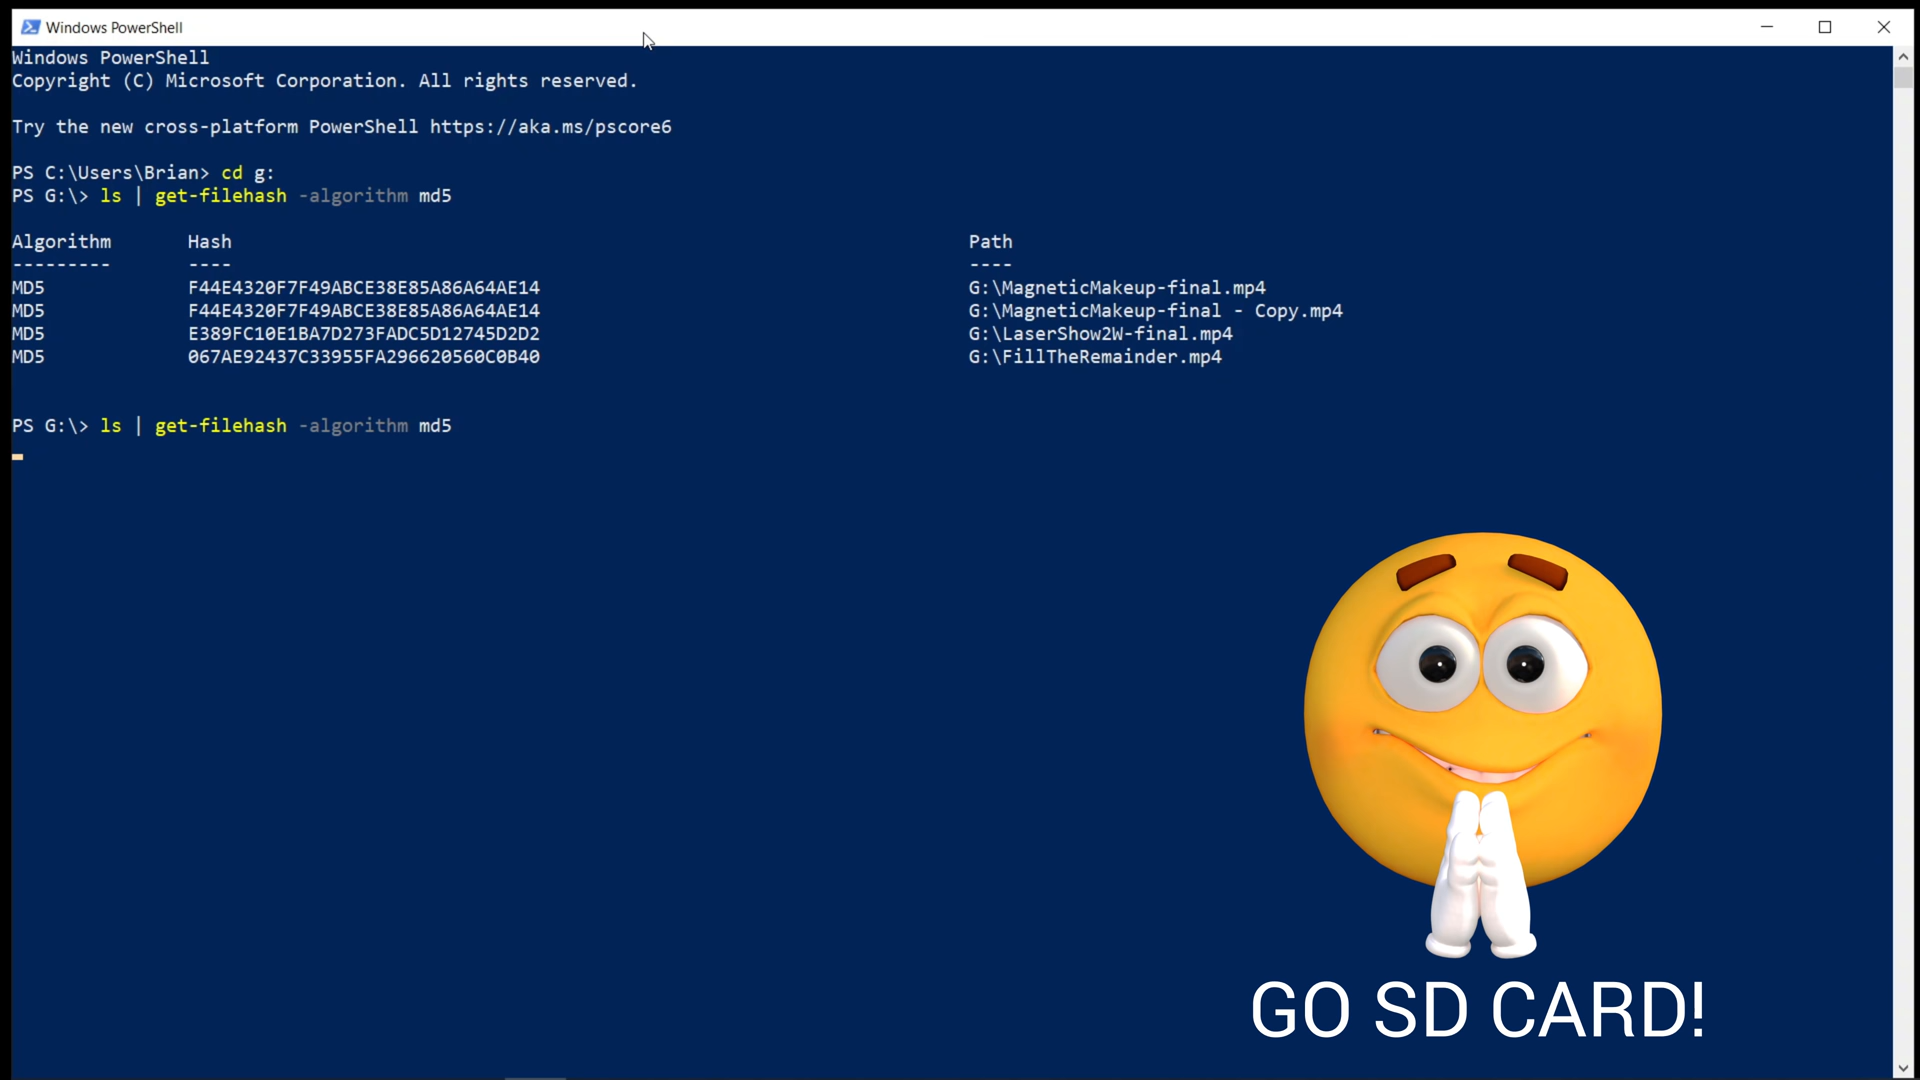 Windows PowerShell
Windows PowerShell
Copyright (C) Microsoft Corporation. All rights reserved.
Try the new cross-platform PowerShell https://aka.ms/pscore6
PS C:\Users\Brian> cd g:
PS G:\> ls | get-filehash -algorithm md5
Algorithm Hash Path
--------- ---- ----
MD5 F44E4320F7F49ABCE38E85A86A64AE14 G:\MagneticMakeup-final.mp4
MD5 F44E4320F7F49ABCE38E85A86A64AE14 G:\MagneticMakeup-final - Copy.mp4
MD5 E389FC10E1BA7D273FADC5D12745D2D2 G:\LaserShow2W-final.mp4
MD5 067AE92437C33955FA296620560C0B40 G:\FillTheRemainder.mp4
PS G:\> ls | get-filehash -algorithm md5
GO SD CARD!